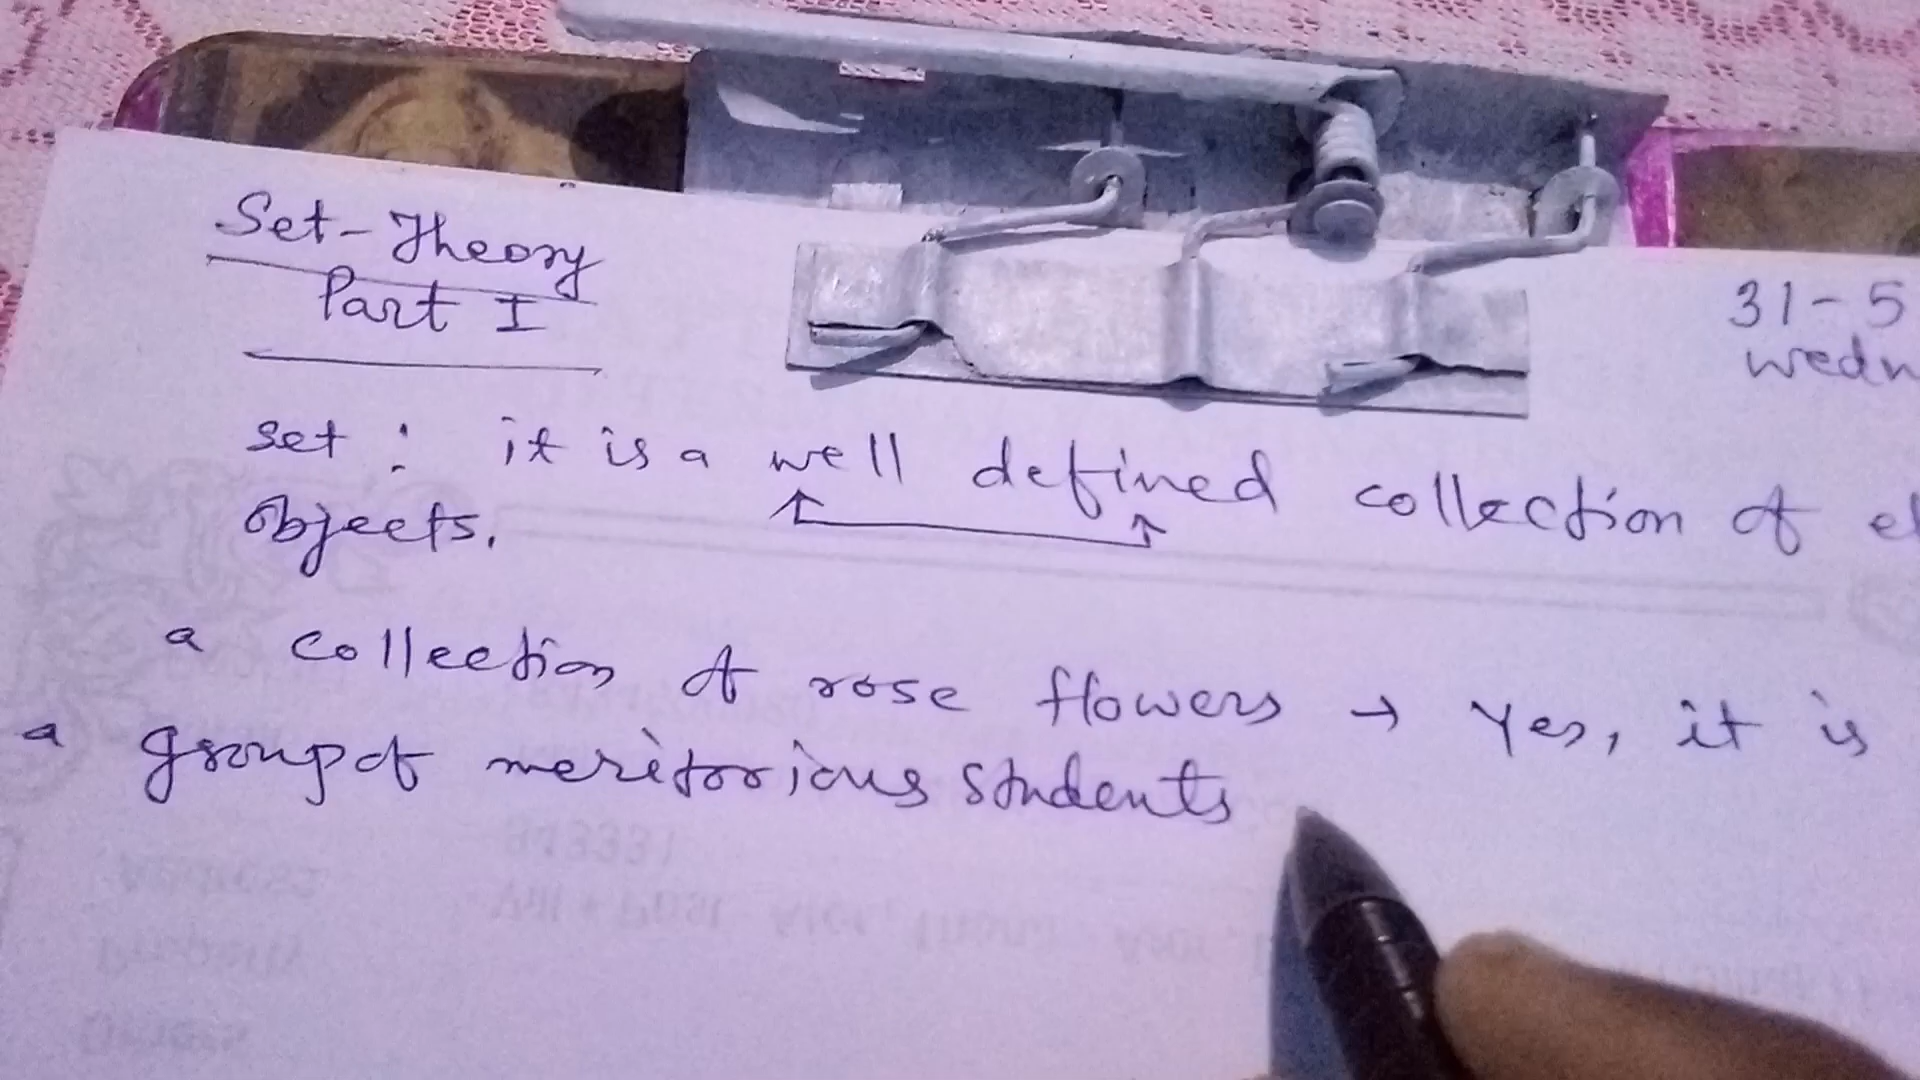 Set-Theory
Part I
31-5
wedn
set : it is a well defined collection of el
objects.
a collection of rose flowers → Yes, it is
a group of meritorious students